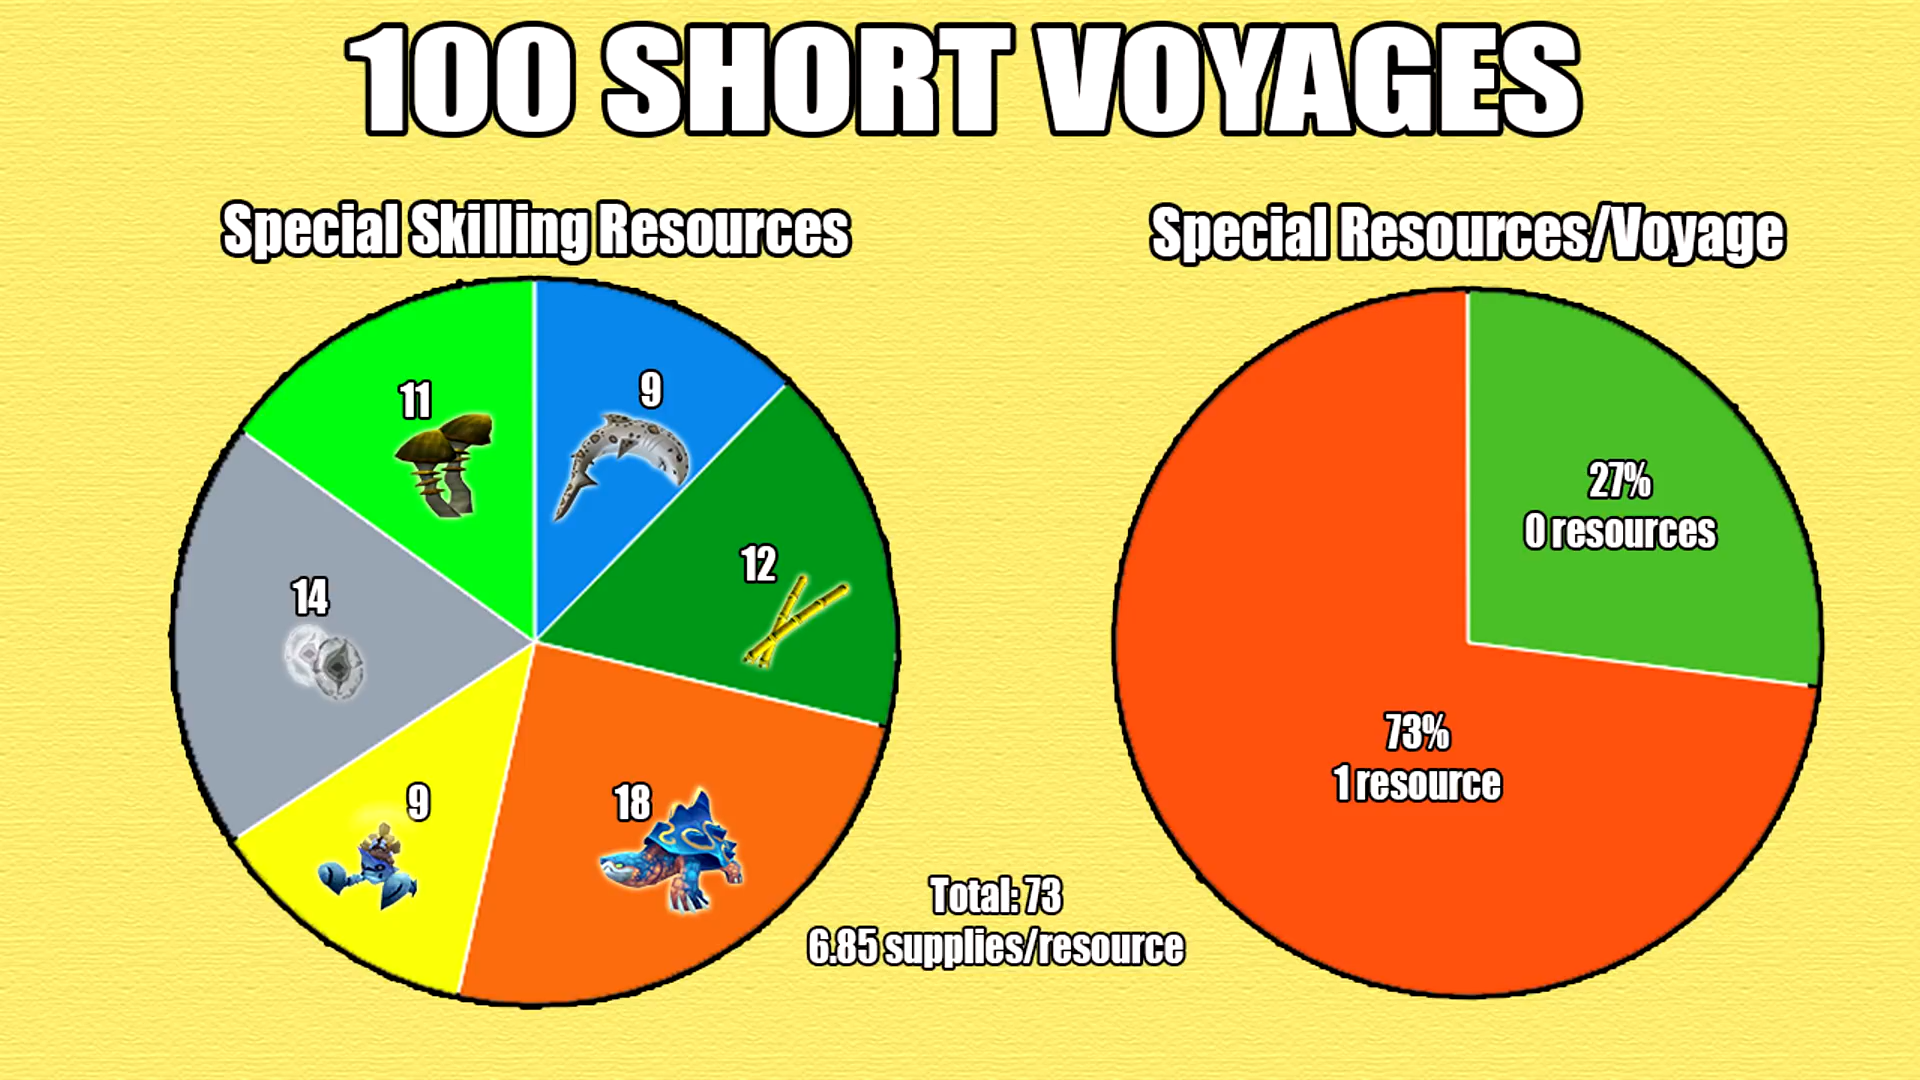 100 SHORT VOYAGES
Special Skilling Resources
Special Resources/Voyage
11
9
12
14
9
18
27%
0 resources
73%
1 resource
Total: 73
6.85 supplies/resource